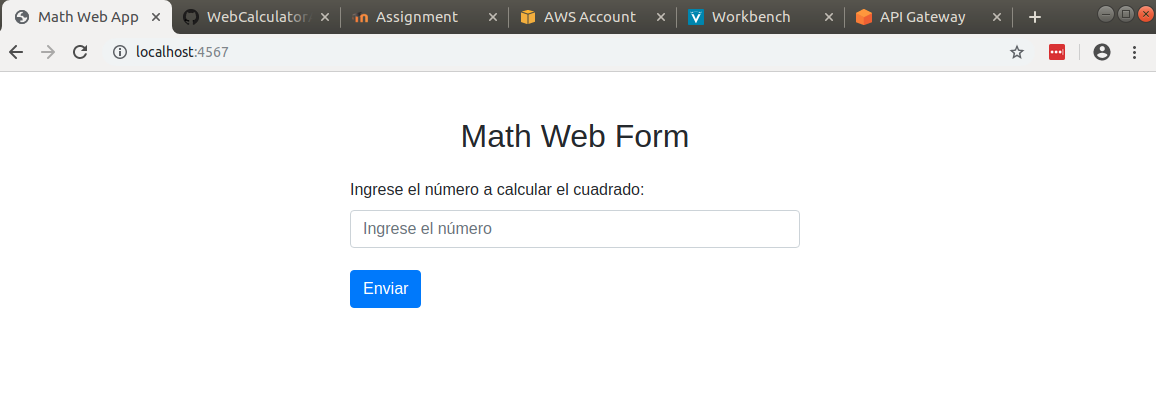 Math Web App
WebCalculator
Assignment
AWS Account
Workbench
API Gateway
localhost:4567
Math Web Form
Ingrese el número a calcular el cuadrado:
Ingrese el número
Enviar